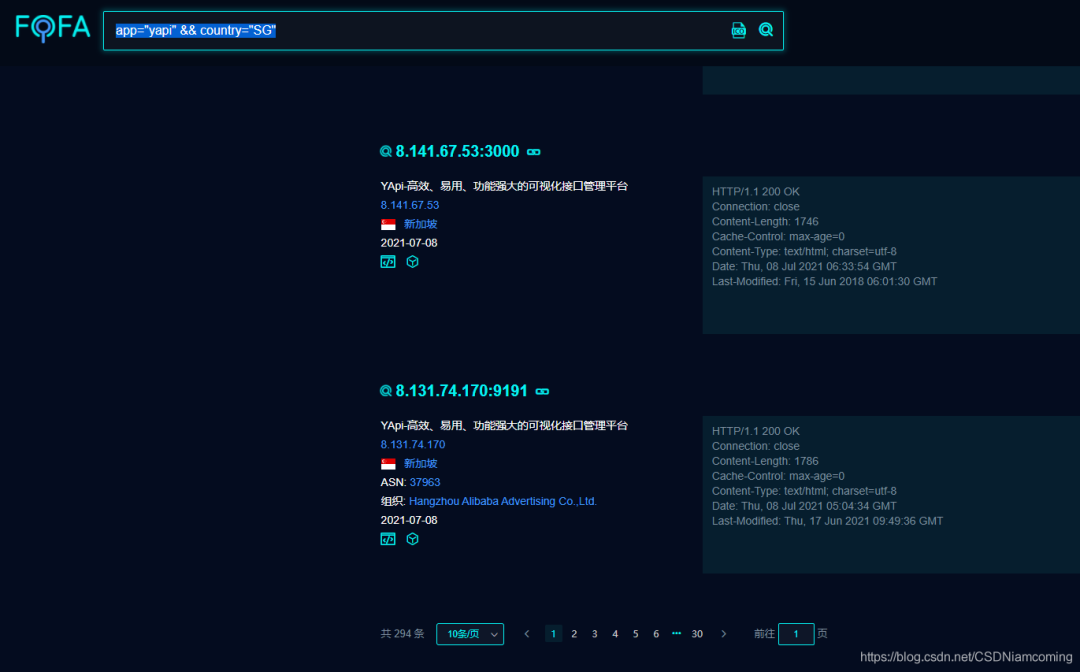 FOFA
app="yapi" && country="SG"
8.141.67.53:3000
YApi-高效、易用、功能强大的可视化接口管理平台
8.141.67.53
新加坡
2021-07-08
HTTP/1.1 200 OK
Connection: close
Content-Length: 1746
Cache-Control: max-age=0
Content-Type: text/html; charset=utf-8
Date: Thu, 08 Jul 2021 06:33:54 GMT
Last-Modified: Fri, 15 Jun 2018 06:01:30 GMT
8.131.74.170:9191
YApi-高效、易用、功能强大的可视化接口管理平台
8.131.74.170
新加坡
ASN: 37963
组织: Hangzhou Alibaba Advertising Co.,Ltd.
2021-07-08
HTTP/1.1 200 OK
Connection: close
Content-Length: 1786
Cache-Control: max-age=0
Content-Type: text/html; charset=utf-8
Date: Thu, 08 Jul 2021 05:04:34 GMT
Last-Modified: Thu, 17 Jun 2021 09:49:36 GMT
共 294 条 10条/页 < 1 2 3 4 5 6 ··· 30 > 前往 1 页
https://blog.csdn.net/CSDNiamcoming